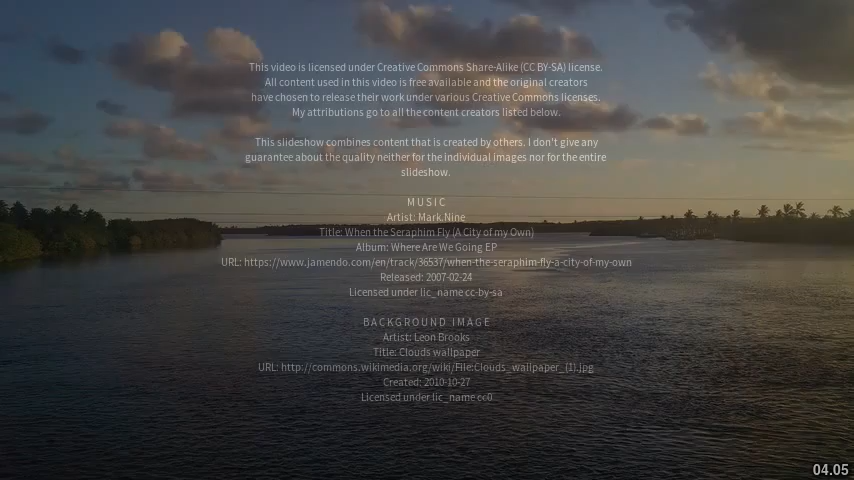 This video is licensed under Creative Commons Share-Alike (CC BY-SA) license.
All content used in this video is free available and the original creators
have chosen to release their work under various Creative Commons licenses.
My attributions go to all the content creators listed below.
This slideshow combines content that is created by others. I don't give any
guarantee about the quality neither for the individual images nor for the entire
slideshow.
MUSIC
Artist: Mark.Nine
Title: When the Seraphim Fly (A City of my Own)
Album: Where Are We Going EP
URL: https://www.jamendo.com/en/track/36537/when-the-seraphim-fly-a-city-of-my-own
Released: 2007-02-24
Licensed under lic_name cc-by-sa
BACKGROUND IMAGE
Artist: Leon Brooks
Title: Clouds wallpaper
URL: http://commons.wikimedia.org/wiki/File:Clouds_wallpaper_(1).jpg
Created: 2010-10-27
Licensed under lic_name cc0
04.05